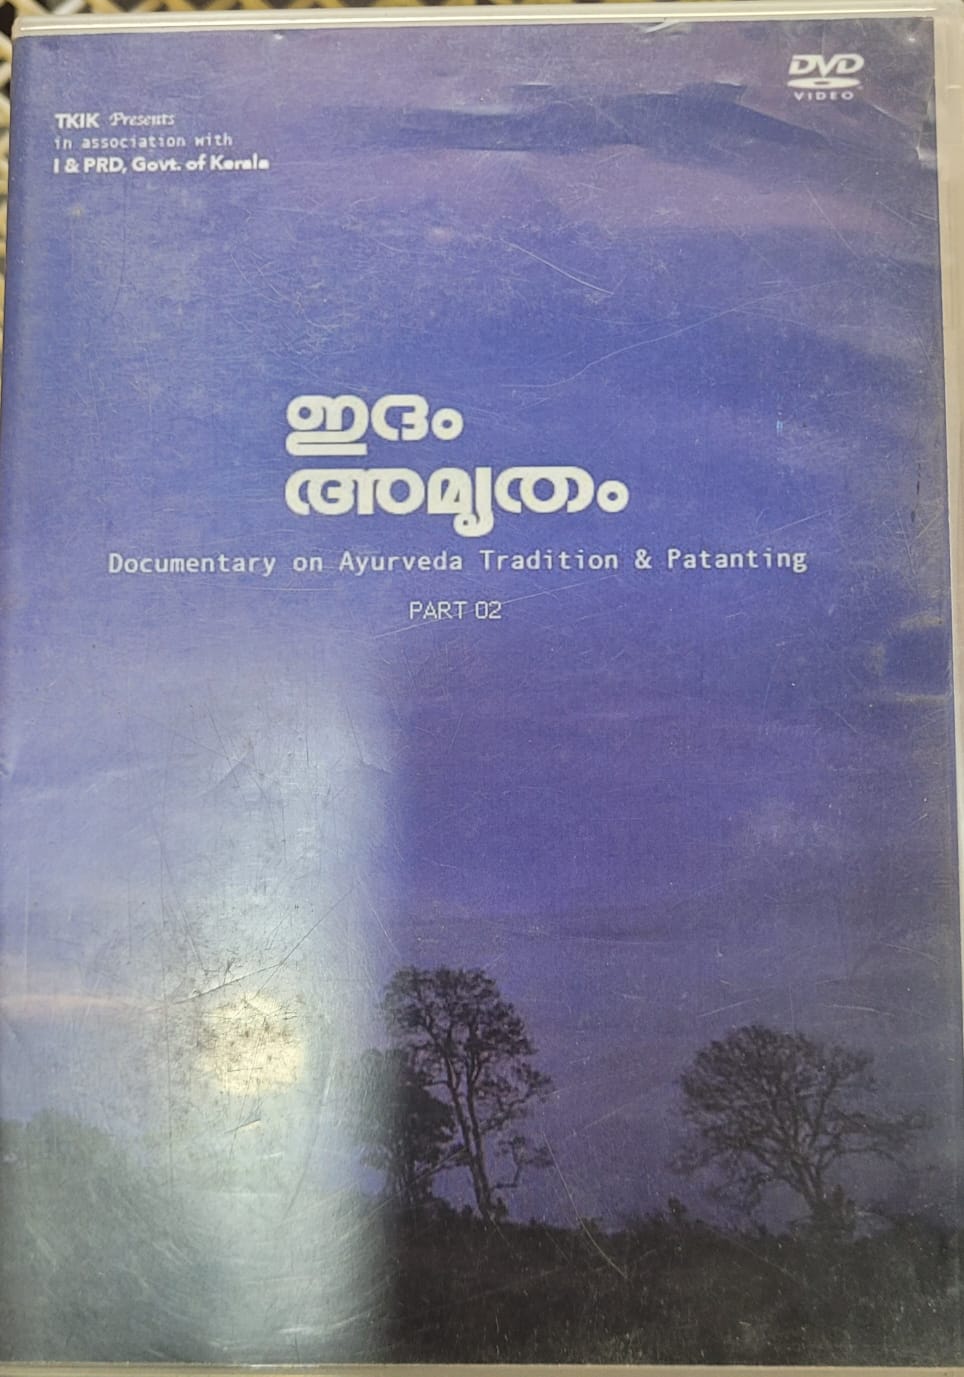 DVD
VIDEO
TKIK Presents
in association with
I & PRD, Govt. of Kerala
ഇദം
അമൃതം
Documentary on Ayurveda Tradition & Patanting
PART 02